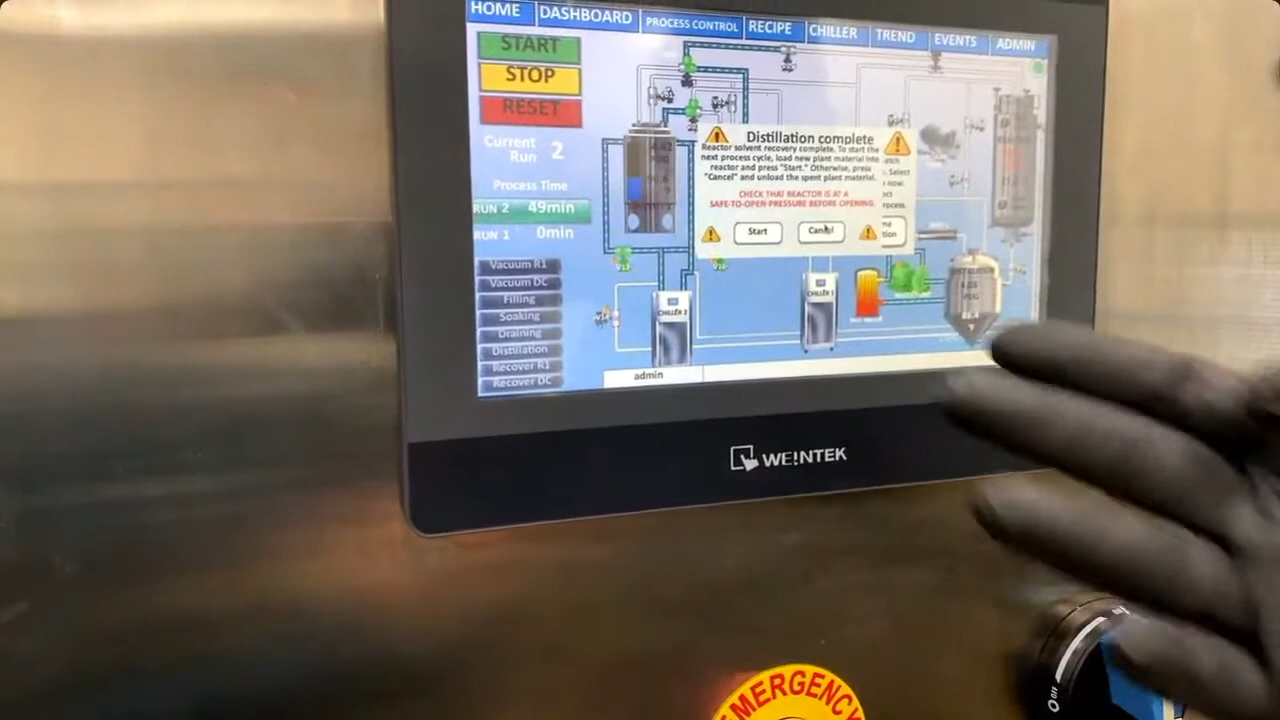 HOME
DASHBOARD
PROCESS CONTROL
RECIPE
CHILLER
TREND
EVENTS
ADMIN
START
STOP
RESET
Current
Run 2
Process Time
RUN 2 49min
RUN 1 0min
Vacuum R1
Vacuum DC
Filling
Soaking
Draining
Distillation
Recover R1
Recover DC
Distillation complete
Reactor solvent recovery complete. To start the
next process cycle, load new plant material into
reactor and press "Start." Otherwise, press
"Cancel" and unload the spent plant material.
CHECK THAT REACTOR IS AT A
SAFE-TO-OPEN-PRESSURE BEFORE OPENING.
Start
Cancel
. Select
now.
CHILLER 2
CHILLER 1
PSIG
°F
admin
WEINTEK
EMERGENCY
O OFF